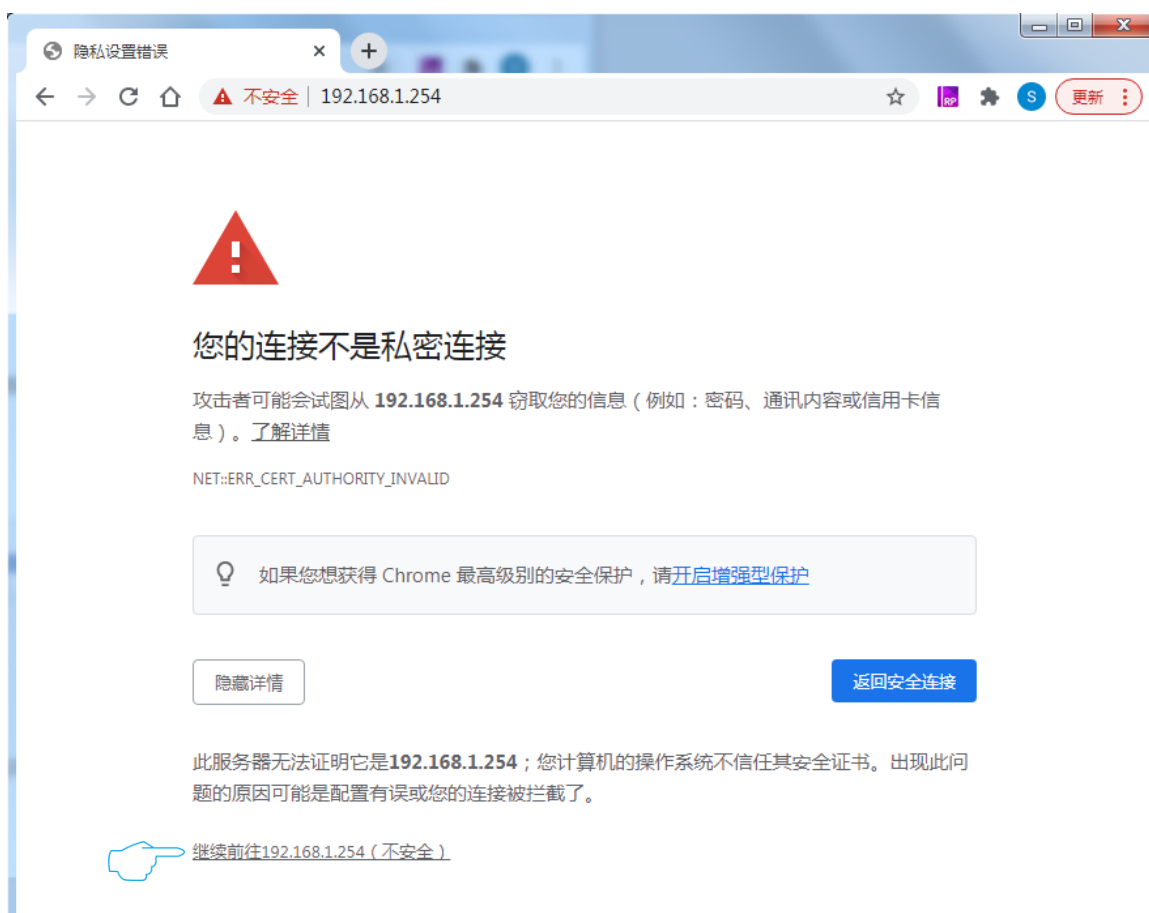 隐私设置错误
不安全 192.168.1.254
RP
S
更新
您的连接不是私密连接
攻击者可能会试图从 192.168.1.254 窃取您的信息（例如：密码、通讯内容或信用卡信
息）。了解详情
NET::ERR_CERT_AUTHORITY_INVALID
如果您想获得 Chrome 最高级别的安全保护，请开启增强型保护
隐藏详情
返回安全连接
此服务器无法证明它是192.168.1.254；您计算机的操作系统不信任其安全证书。出现此问
题的原因可能是配置有误或您的连接被拦截了。
继续前往192.168.1.254（不安全）